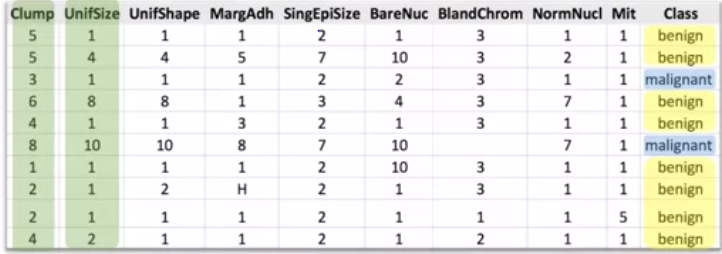 Clump UnifSize UnifShape MargAdh SingEpiSize BareNuc BlandChrom NormNucl Mit Class
5 1 1 1 2 1 3 1 1 benign
5 4 4 5 7 10 3 2 1 benign
3 1 1 1 2 2 3 1 1 malignant
6 8 8 1 3 4 3 7 1 benign
4 1 1 3 2 1 3 1 1 benign
8 10 10 8 7 10 7 1 malignant
1 1 1 1 2 10 3 1 1 benign
2 1 2 H 2 1 3 1 1 benign
2 1 1 1 2 1 1 1 5 benign
4 2 1 1 2 1 2 1 1 benign